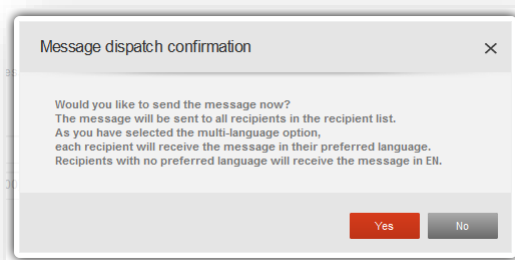 Message dispatch confirmation
Would you like to send the message now?
The message will be sent to all recipients in the recipient list.
As you have selected the multi-language option,
each recipient will receive the message in their preferred language.
Recipients with no preferred language will receive the message in EN.
Yes
No